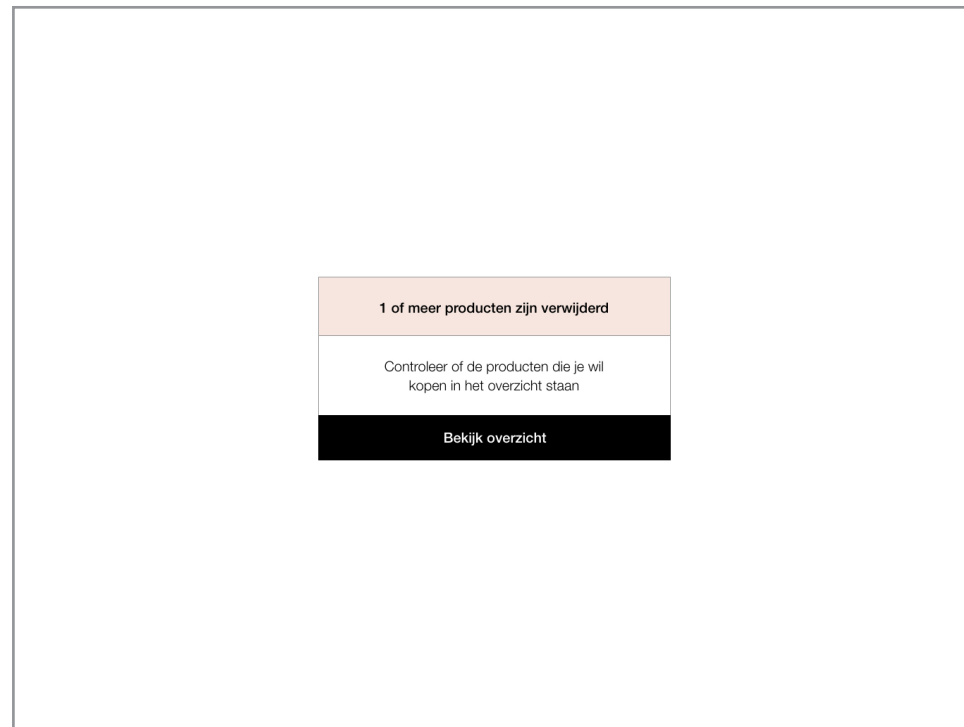 1 of meer producten zijn verwijderd
Controleer of de producten die je wil
kopen in het overzicht staan
Bekijk overzicht